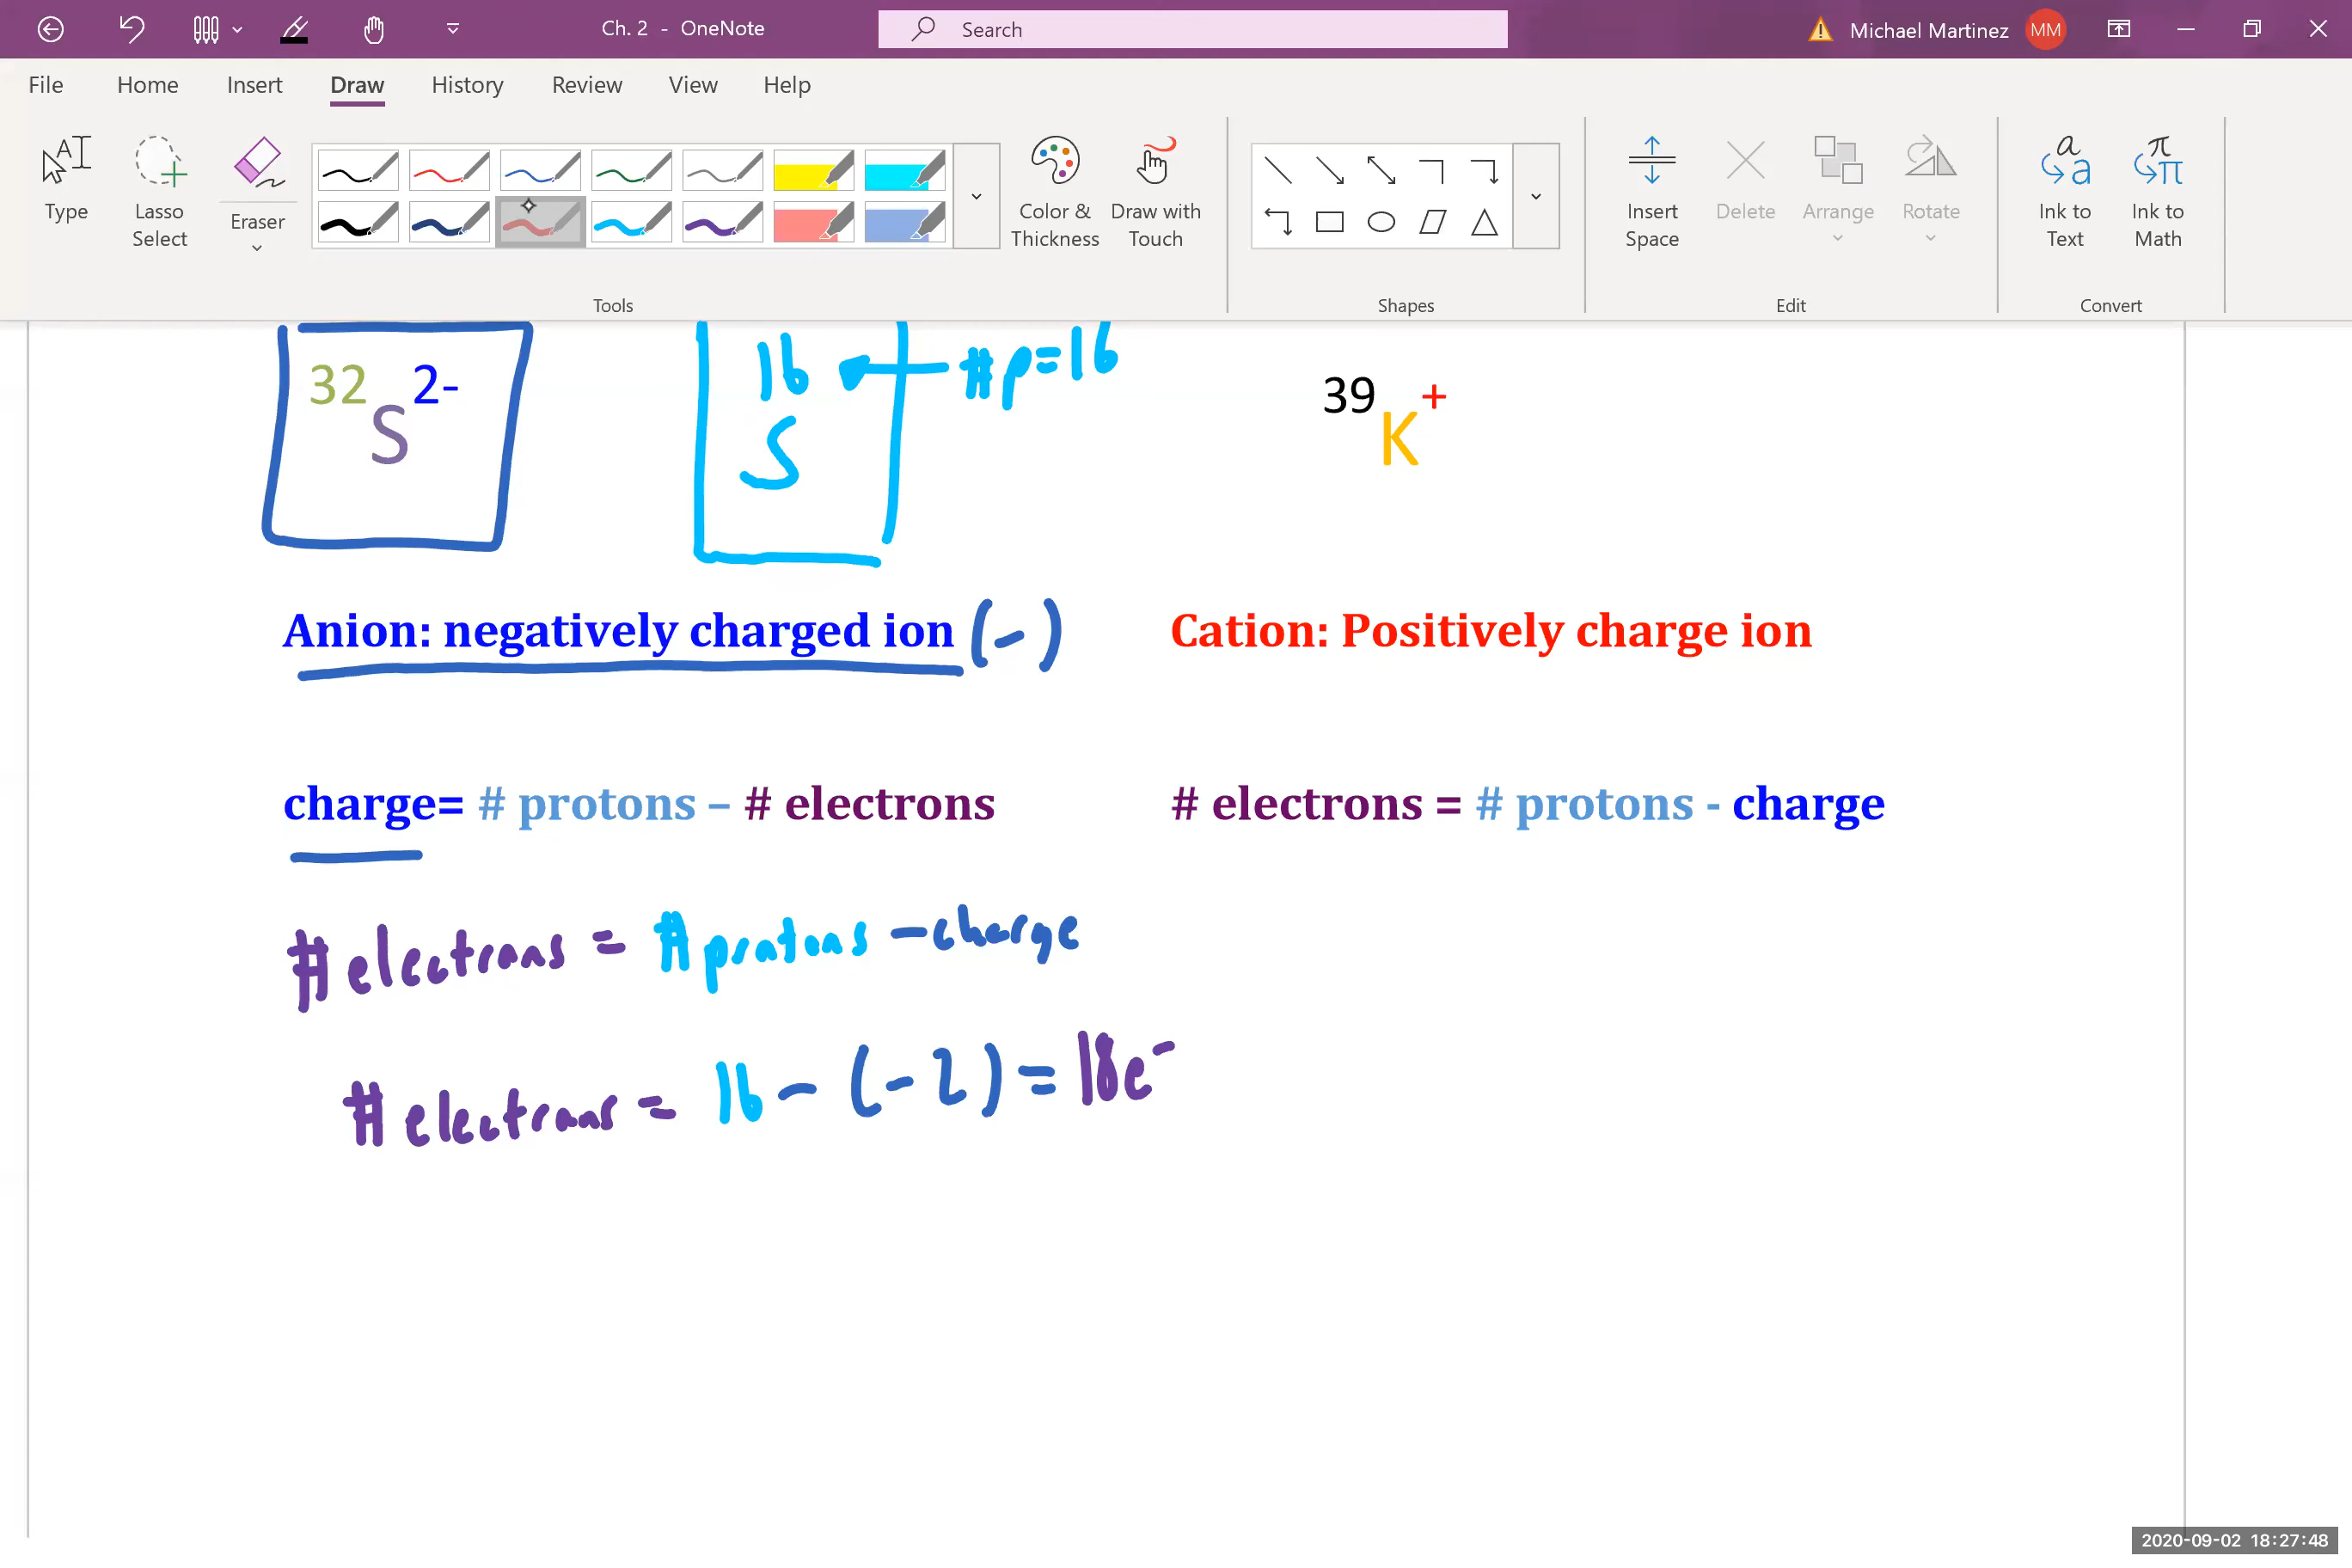 Ch. 2 - OneNote
Search
Michael Martinez MM
File Home Insert Draw History Review View Help
Type
Lasso Select
Eraser
Color & Thickness
Draw with Touch
Insert Space
Delete
Arrange
Rotate
Ink to Text
Ink to Math
Tools
Shapes
Edit
Convert
32 S 2-
16 #p=16
S
39 K +
Anion: negatively charged ion (-)
Cation: Positively charge ion
charge= # protons – # electrons
# electrons = # protons - charge
# electrons = # protons - charge
# electrons = 16 - (-2) = 18e-
2020-09-02 18:27:48